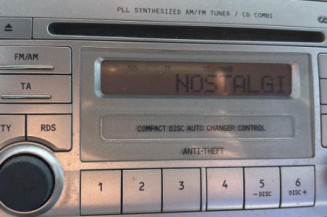 PLL SYNTHESIZED AM/FM TUNER / CD COMBI
FM/AM
NOSTALGI
TA
TY RDS
COMPACT DISC AUTO CHANGER CONTROL
ANTI-THEFT
1 2 3 4 5 6
-DISC DISC+